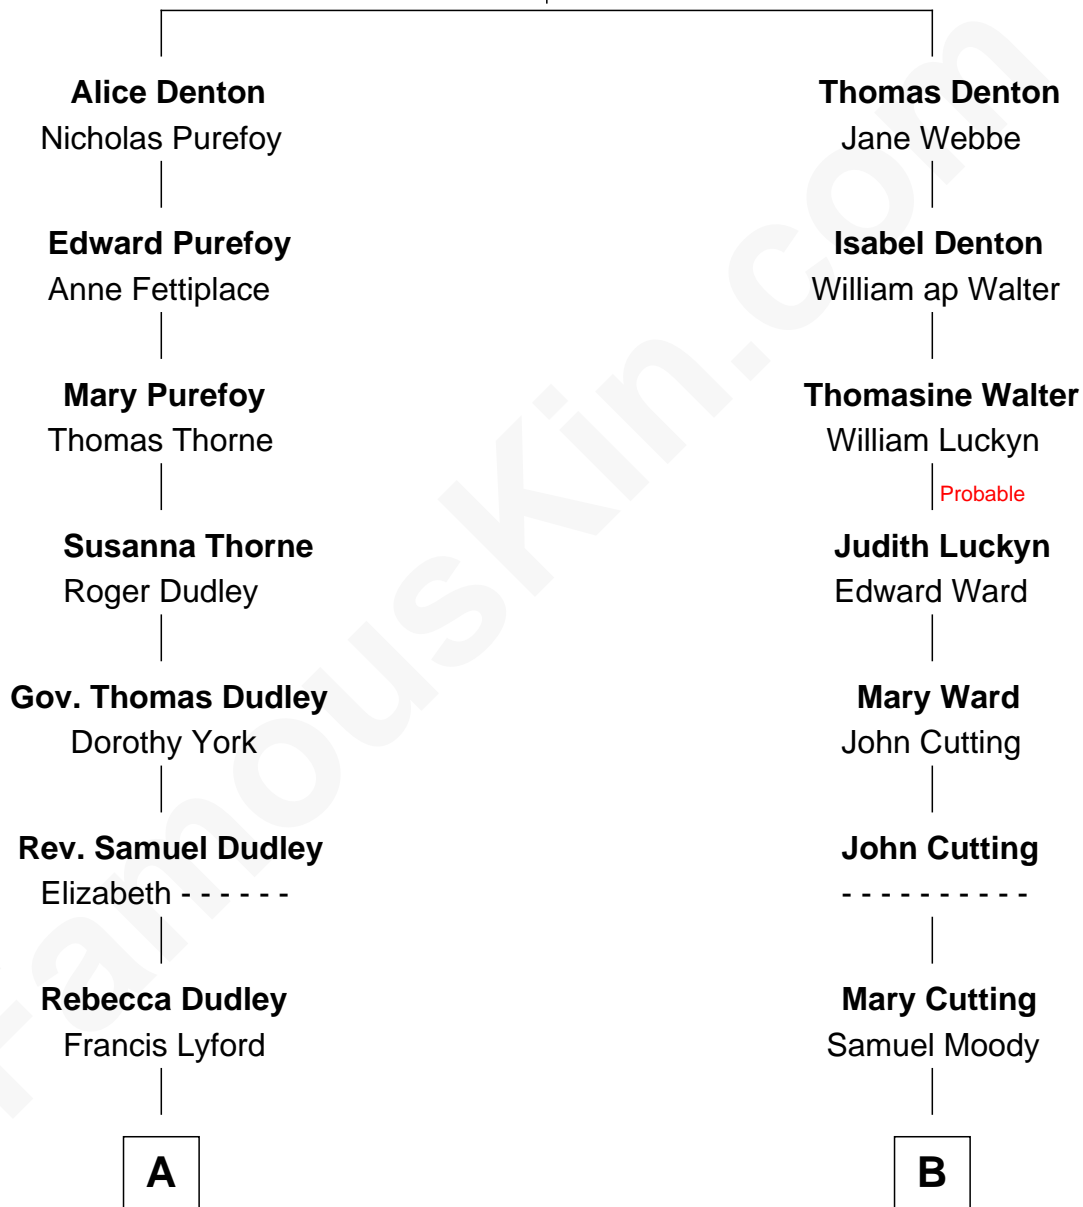 Alice Denton
Nicholas Purefoy
Edward Purefoy
Anne Fettiplace
Mary Purefoy
Thomas Thorne
Susanna Thorne
Roger Dudley
Gov. Thomas Dudley
Dorothy York
Rev. Samuel Dudley
Elizabeth - - - - - -
Rebecca Dudley
Francis Lyford
A
Thomas Denton
Jane Webbe
Isabel Denton
William ap Walter
Thomasine Walter
William Luckyn
Probable
Judith Luckyn
Edward Ward
Mary Ward
John Cutting
John Cutting
- - - - - - - - - -
Mary Cutting
Samuel Moody
B
FamousKin.com